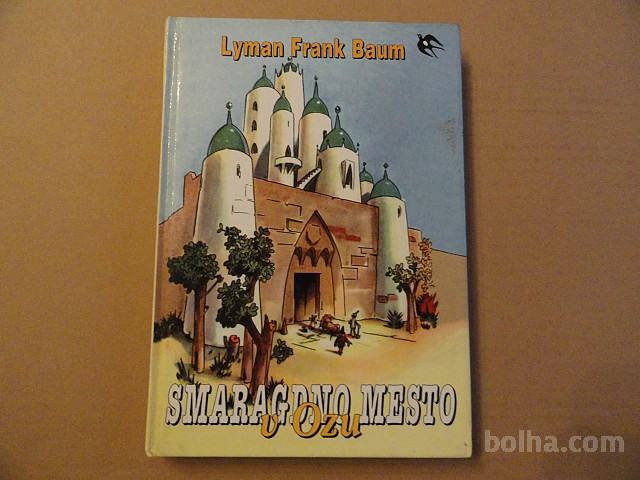 Lyman Frank Baum
SMARAGDNO MESTO
v Ozu
bolha.com